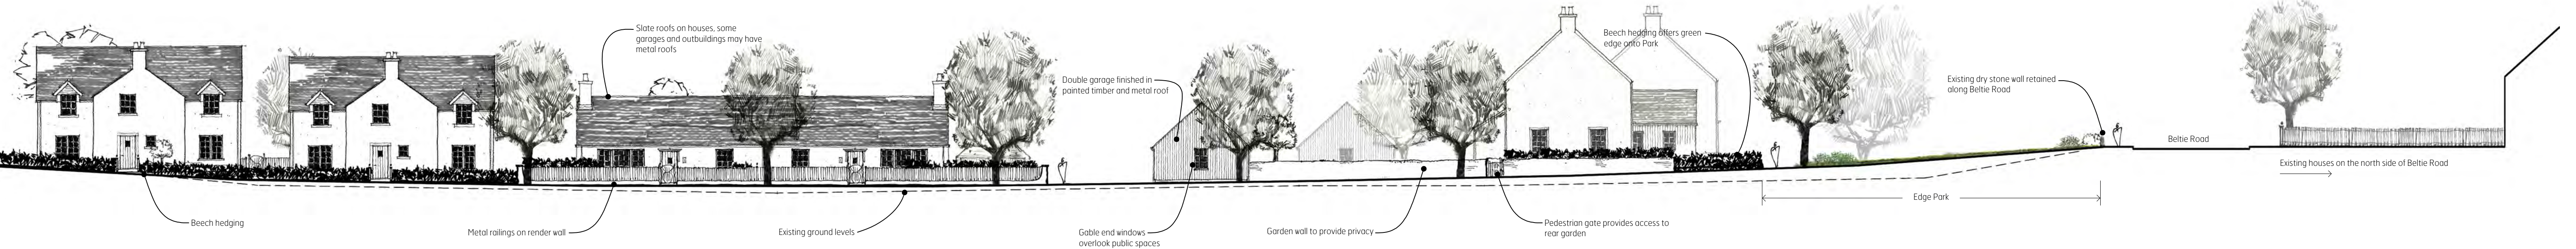 Slate roofs on houses, some
garages and outbuildings may have
metal roofs
Double garage finished in
painted timber and metal roof
Beech hedging offers green
edge onto Park
Existing dry stone wall retained
along Beltie Road
Beltie Road
Existing houses on the north side of Beltie Road
Edge Park
Beech hedging
Metal railings on render wall
Existing ground levels
Gable end windows
overlook public spaces
Garden wall to provide privacy
Pedestrian gate provides access to
rear garden